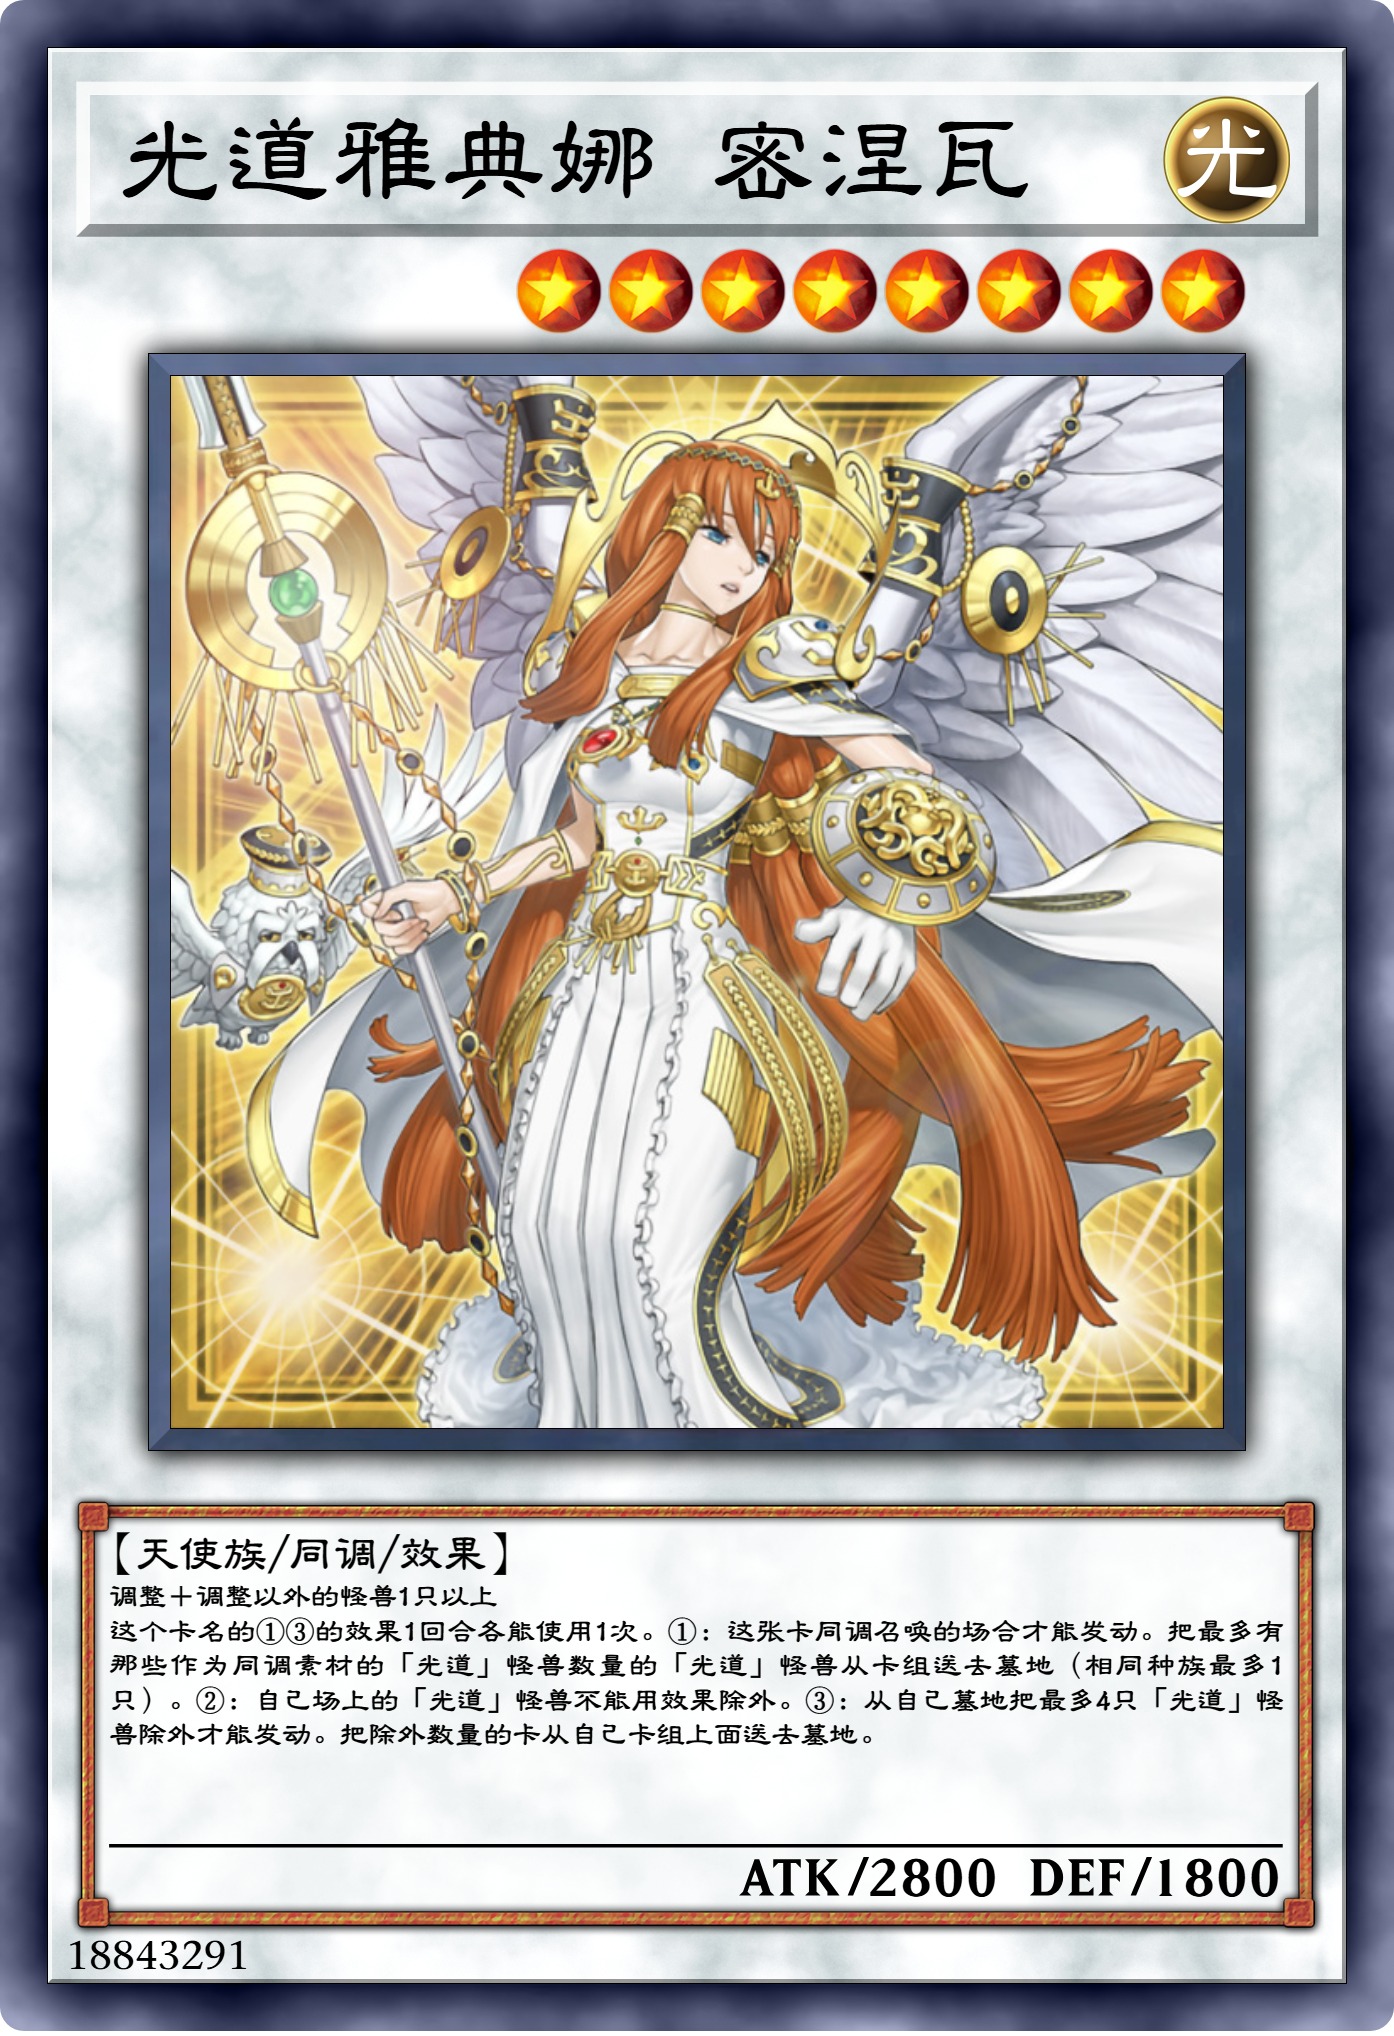 光道雅典娜 密涅瓦
光
【天使族/同调/效果】
调整＋调整以外的怪兽1只以上
这个卡名的①③的效果1回合各能使用1次。①：这张卡同调召唤的场合才能发动。把最多有
那些作为同调素材的「光道」怪兽数量的「光道」怪兽从卡组送去墓地（相同种族最多1
只）。②：自己场上的「光道」怪兽不能用效果除外。③：从自己墓地把最多4只「光道」怪
兽除外才能发动。把除外数量的卡从自己卡组上面送去墓地。
ATK/2800 DEF/1800
18843291